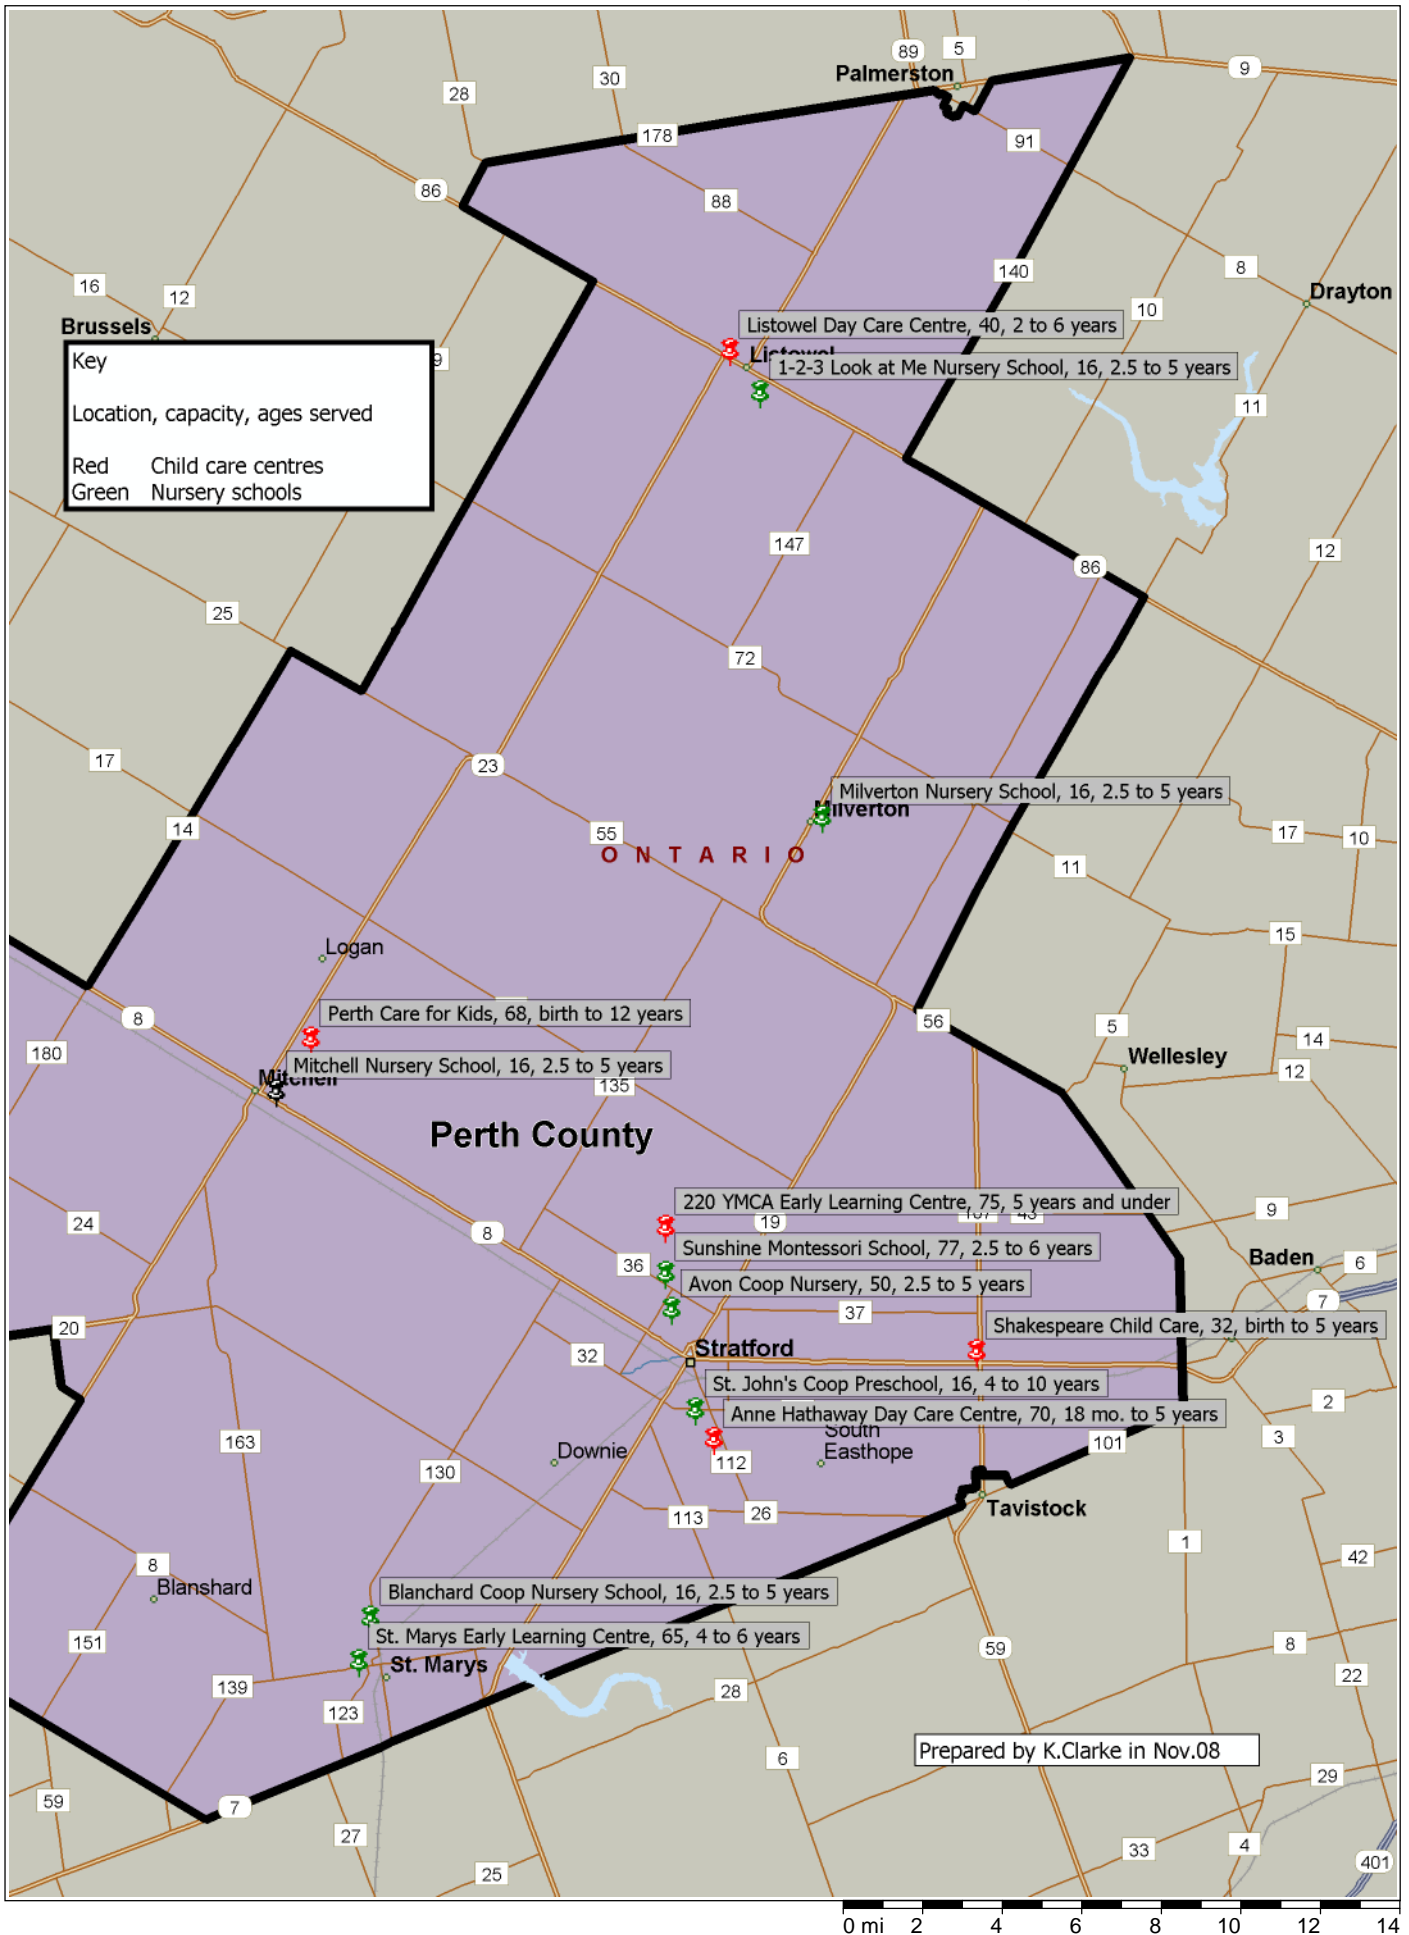 89
5
Palmerston
9
30
28
178
91
86
88
8
140
16
12
Drayton
10
Brussels
Listowel Day Care Centre, 40, 2 to 6 years
Key
9
1-2-3 Look at Me Nursery School, 16, 2.5 to 5 years
Location, capacity, ages served
11
Red Child care centres
Green Nursery schools
147
12
86
25
72
17
23
Milverton Nursery School, 16, 2.5 to 5 years
Milverton
14
55
17
10
ONTARIO
11
15
Logan
Perth Care for Kids, 68, birth to 12 years
8
56
5
14
180
Wellesley
Mitchell Nursery School, 16, 2.5 to 5 years
Mitchell
12
135
Perth County
220 YMCA Early Learning Centre, 75, 5 years and under
24
8
19
9
Sunshine Montessori School, 77, 2.5 to 6 years
Baden
36
6
Avon Coop Nursery, 50, 2.5 to 5 years
7
37
20
Shakespeare Child Care, 32, birth to 5 years
Stratford
32
St. John's Coop Preschool, 16, 4 to 10 years
2
Anne Hathaway Day Care Centre, 70, 18 mo. to 5 years
South
Easthope
163
101
3
Downie
112
130
Tavistock
113
26
1
42
8
Blanshard
Blanchard Coop Nursery School, 16, 2.5 to 5 years
151
St. Marys Early Learning Centre, 65, 4 to 6 years
59
8
St. Marys
22
139
28
123
Prepared by K.Clarke in Nov.08
6
29
59
7
27
33
4
25
401
0 mi 2 4 6 8 10 12 14